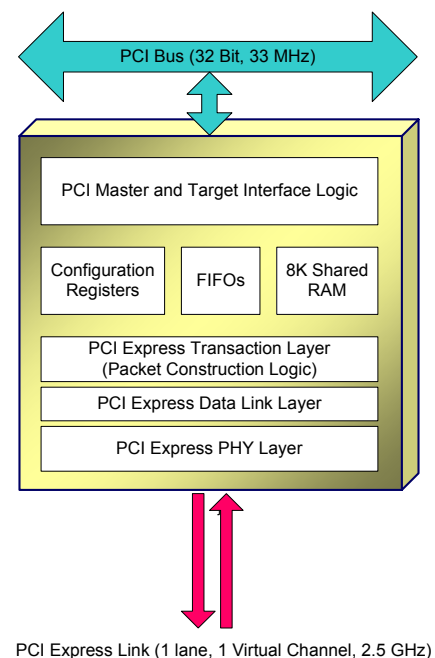 PCI Bus (32 Bit, 33 MHz)
PCI Master and Target Interface Logic
Configuration
Registers
FIFOs
8K Shared
RAM
PCI Express Transaction Layer
(Packet Construction Logic)
PCI Express Data Link Layer
PCI Express PHY Layer
PCI Express Link (1 lane, 1 Virtual Channel, 2.5 GHz)